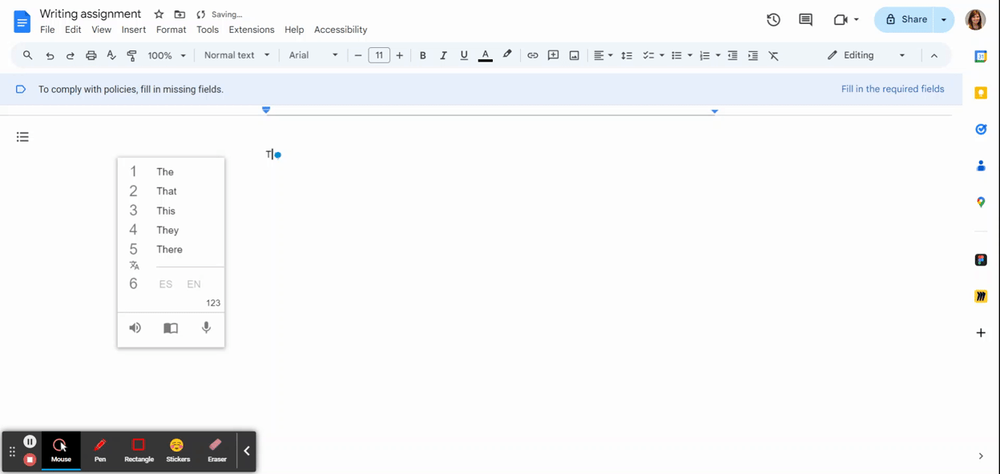 Writing assignment Saving...
File Edit View Insert Format Tools Extensions Help Accessibility
Share
100% Normal text Arial 11 B I U A Editing
To comply with policies, fill in missing fields. Fill in the required fields
31
T
1 The
2 That
3 This
4 They
5 There
6 ES EN
123
Mouse Pen Rectangle Stickers Eraser